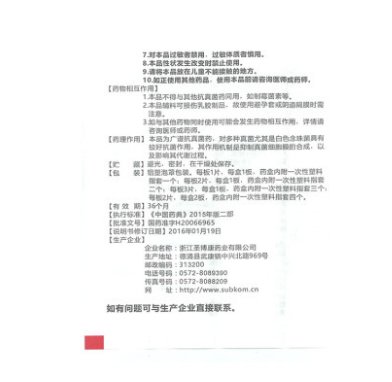 7.对本品过敏者禁用，过敏体质者慎用。
8.本品性状发生改变时禁止使用。
9.请将本品放在儿童不能接触的地方。
10.如正使用其他药品，使用本品前请咨询医师或药师。
【药物相互作用】
1.本品不得与其他抗真菌药同用，如制霉菌素等。
2.本品辅料可损伤乳胶制品，故使用避孕套或阴道隔膜时需
注意。
3.如与其他药物同时使用可能会发生药物相互作用，详情请
咨询医师或药师。
【药理作用】本品为广谱抗真菌药，对多种真菌尤其是白色念珠菌具有
较好抗菌作用，其作用机制是抑制真菌细胞膜的合成，以
及影响其代谢过程。
【贮 藏】避光，密封，在干燥处保存。
【包 装】铝塑泡罩包装。每板1片，每盒1板，药盒内附一次性塑料
指套一个；每板2片，每盒1板，药盒内附一次性塑料指套
二个；每板3片，每盒1板，药盒内附一次性塑料指套三个；
每板2片，每盒2板，药盒内附一次性塑料指套四个。
【有 效 期】36个月
【执行标准】《中国药典》2015年版二部
【批准文号】国药准字H20066965
【说明书修订日期】2016年01月19日
【生产企业】
企业名称：浙江圣博康药业有限公司
生产地址：德清县武康镇中兴北路969号
邮政编码：313200
电话号码：0572-8089390
传真号码：0572-8088209
网 址：http://www.subkom.cn
如有问题可与生产企业直接联系。